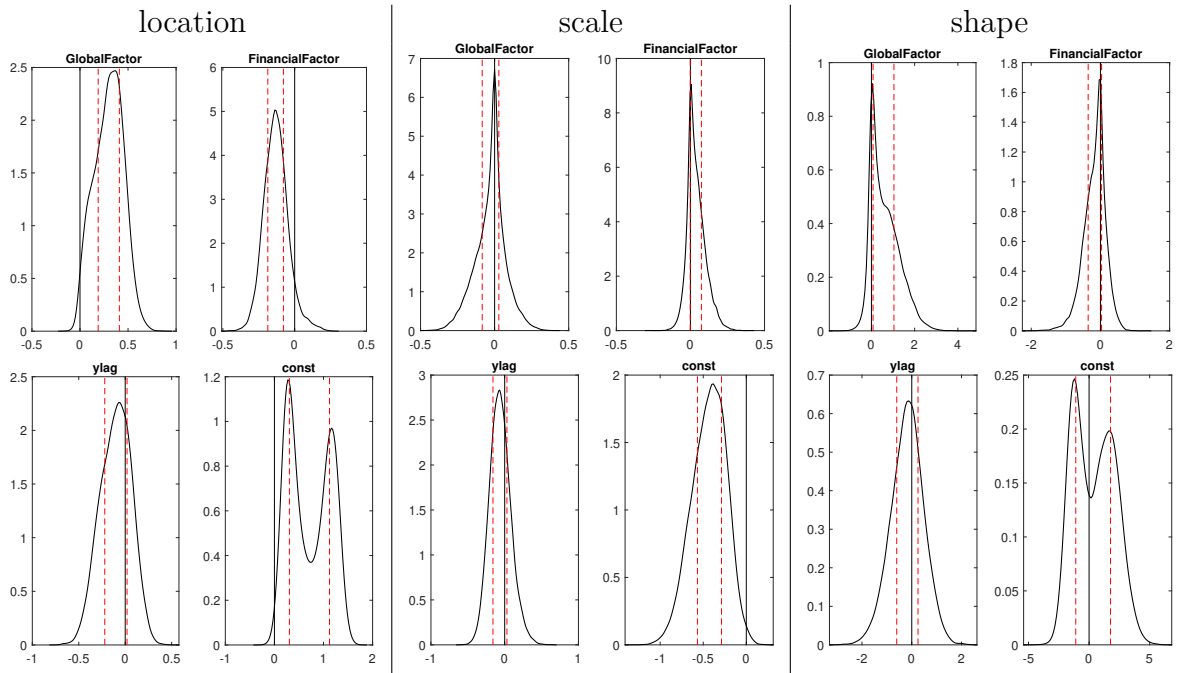 location scale shape
GlobalFactor FinancialFactor GlobalFactor FinancialFactor GlobalFactor FinancialFactor
2.5 6 7 10 1 1.8
1.6
2 5 6 8 0.8 1.4
5 1.2
1.5 4 4 6 0.6 1
3 0.8
1 3 4 0.4 0.6
2 2 0.4
0.5 1 1 2 0.2 0.2
0 0 0 0 0 0
-0.5 0 0.5 1 -0.5 0 0.5 -0.5 0 0.5 -0.5 0 0.5 -2 0 2 4 -2 0 2
ylag const ylag const ylag const
2.5 1.2 3 2 0.7 0.25
2 1 2.5 0.6 0.2
1.5 0.8 2 1.5 0.5 0.15
0.6 1.5 1 0.4
1 0.4 1 0.3 0.1
0.5 0.2 0.5 0.5 0.2 0.05
0.1
0 0 0 0 0 0
-1 -0.5 0 0.5 0 1 2 -1 0 1 -1 -0.5 0 -2 0 2 -5 0 5